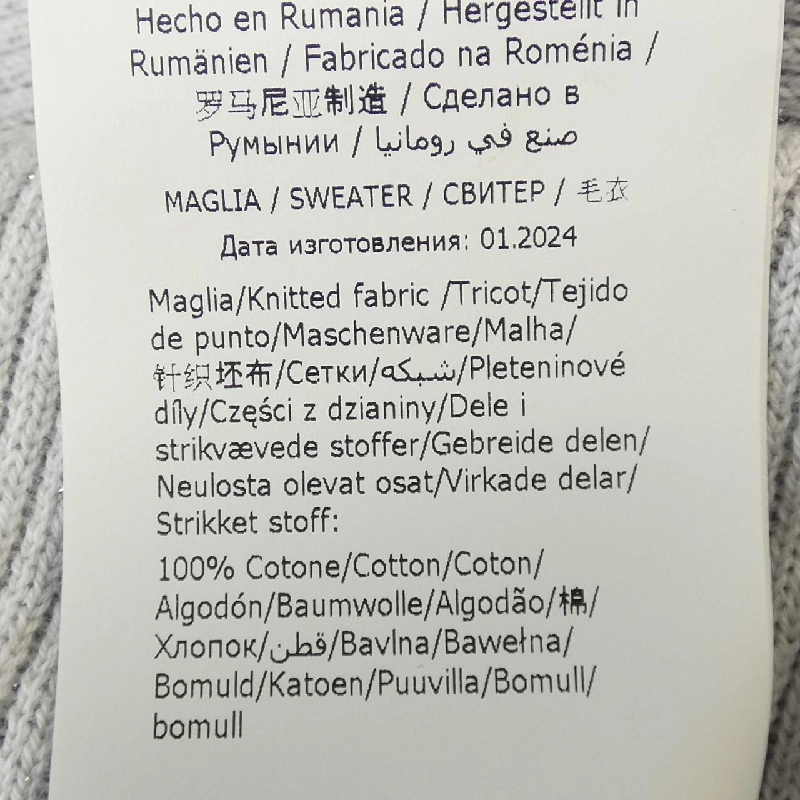 Hecho en Rumania / Hergestellt in
Rumänien / Fabricado na Roménia /
罗马尼亚制造 / Сделано в
Румынии / صنع في رومانيا
MAGLIA / SWEATER / СВИТЕР / 毛衣
Дата изготовления: 01.2024
Maglia/Knitted fabric /Tricot/Tejido
de punto/Maschenware/Malha/
针织坯布/Сетки/شبكه/Pleteninové
díly/Części z dzianiny/Dele i
strikvævede stoffer/Gebreide delen/
Neulosta olevat osat/Virkade delar/
Strikket stoff:
100% Cotone/Cotton/Coton/
Algodón/Baumwolle/Algodão/棉/
Хлопок/قطن/Bavlna/Bawełna/
Bomuld/Katoen/Puuvilla/Bomull/
bomull